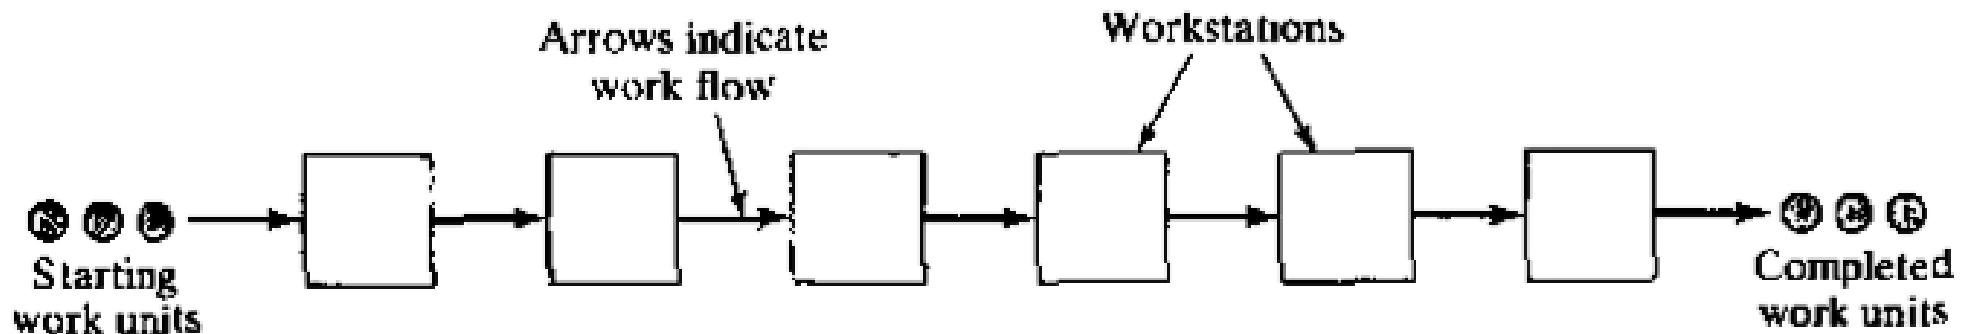 Arrows indicate
work flow
Workstations
Starting
work units
Completed
work units